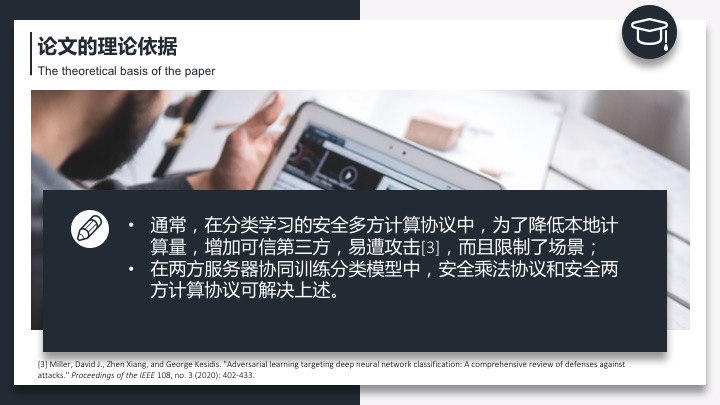 论文的理论依据
The theoretical basis of the paper
• 通常，在分类学习的安全多方计算协议中，为了降低本地计
算量，增加可信第三方，易遭攻击[3]，而且限制了场景；
• 在两方服务器协同训练分类模型中，安全乘法协议和安全两
方计算协议可解决上述。
[3] Miller, David J., Zhen Xiang, and George Kesidis. "Adversarial learning targeting deep neural network classification: A comprehensive review of defenses against
attacks." Proceedings of the IEEE 108, no. 3 (2020): 402-433.